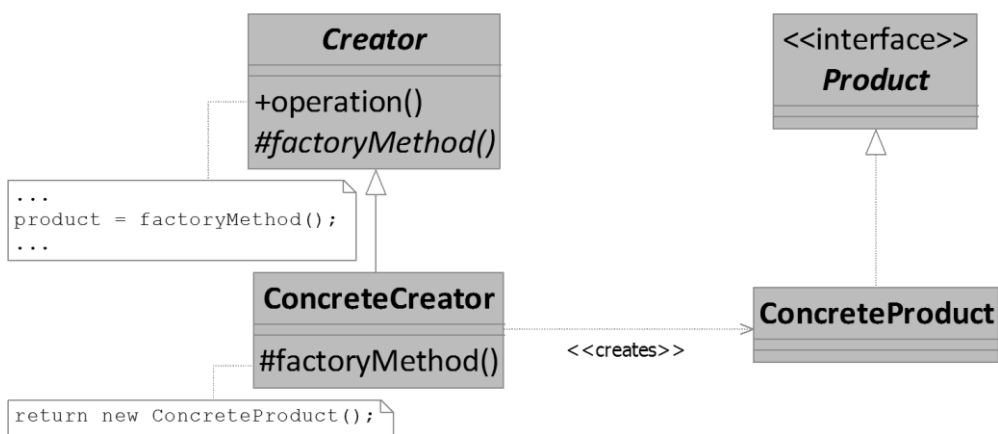 Creator
+operation()
#factoryMethod()
...
product = factoryMethod();
...
ConcreteCreator
#factoryMethod()
return new ConcreteProduct();
<<creates>>
<<interface>>
Product
ConcreteProduct